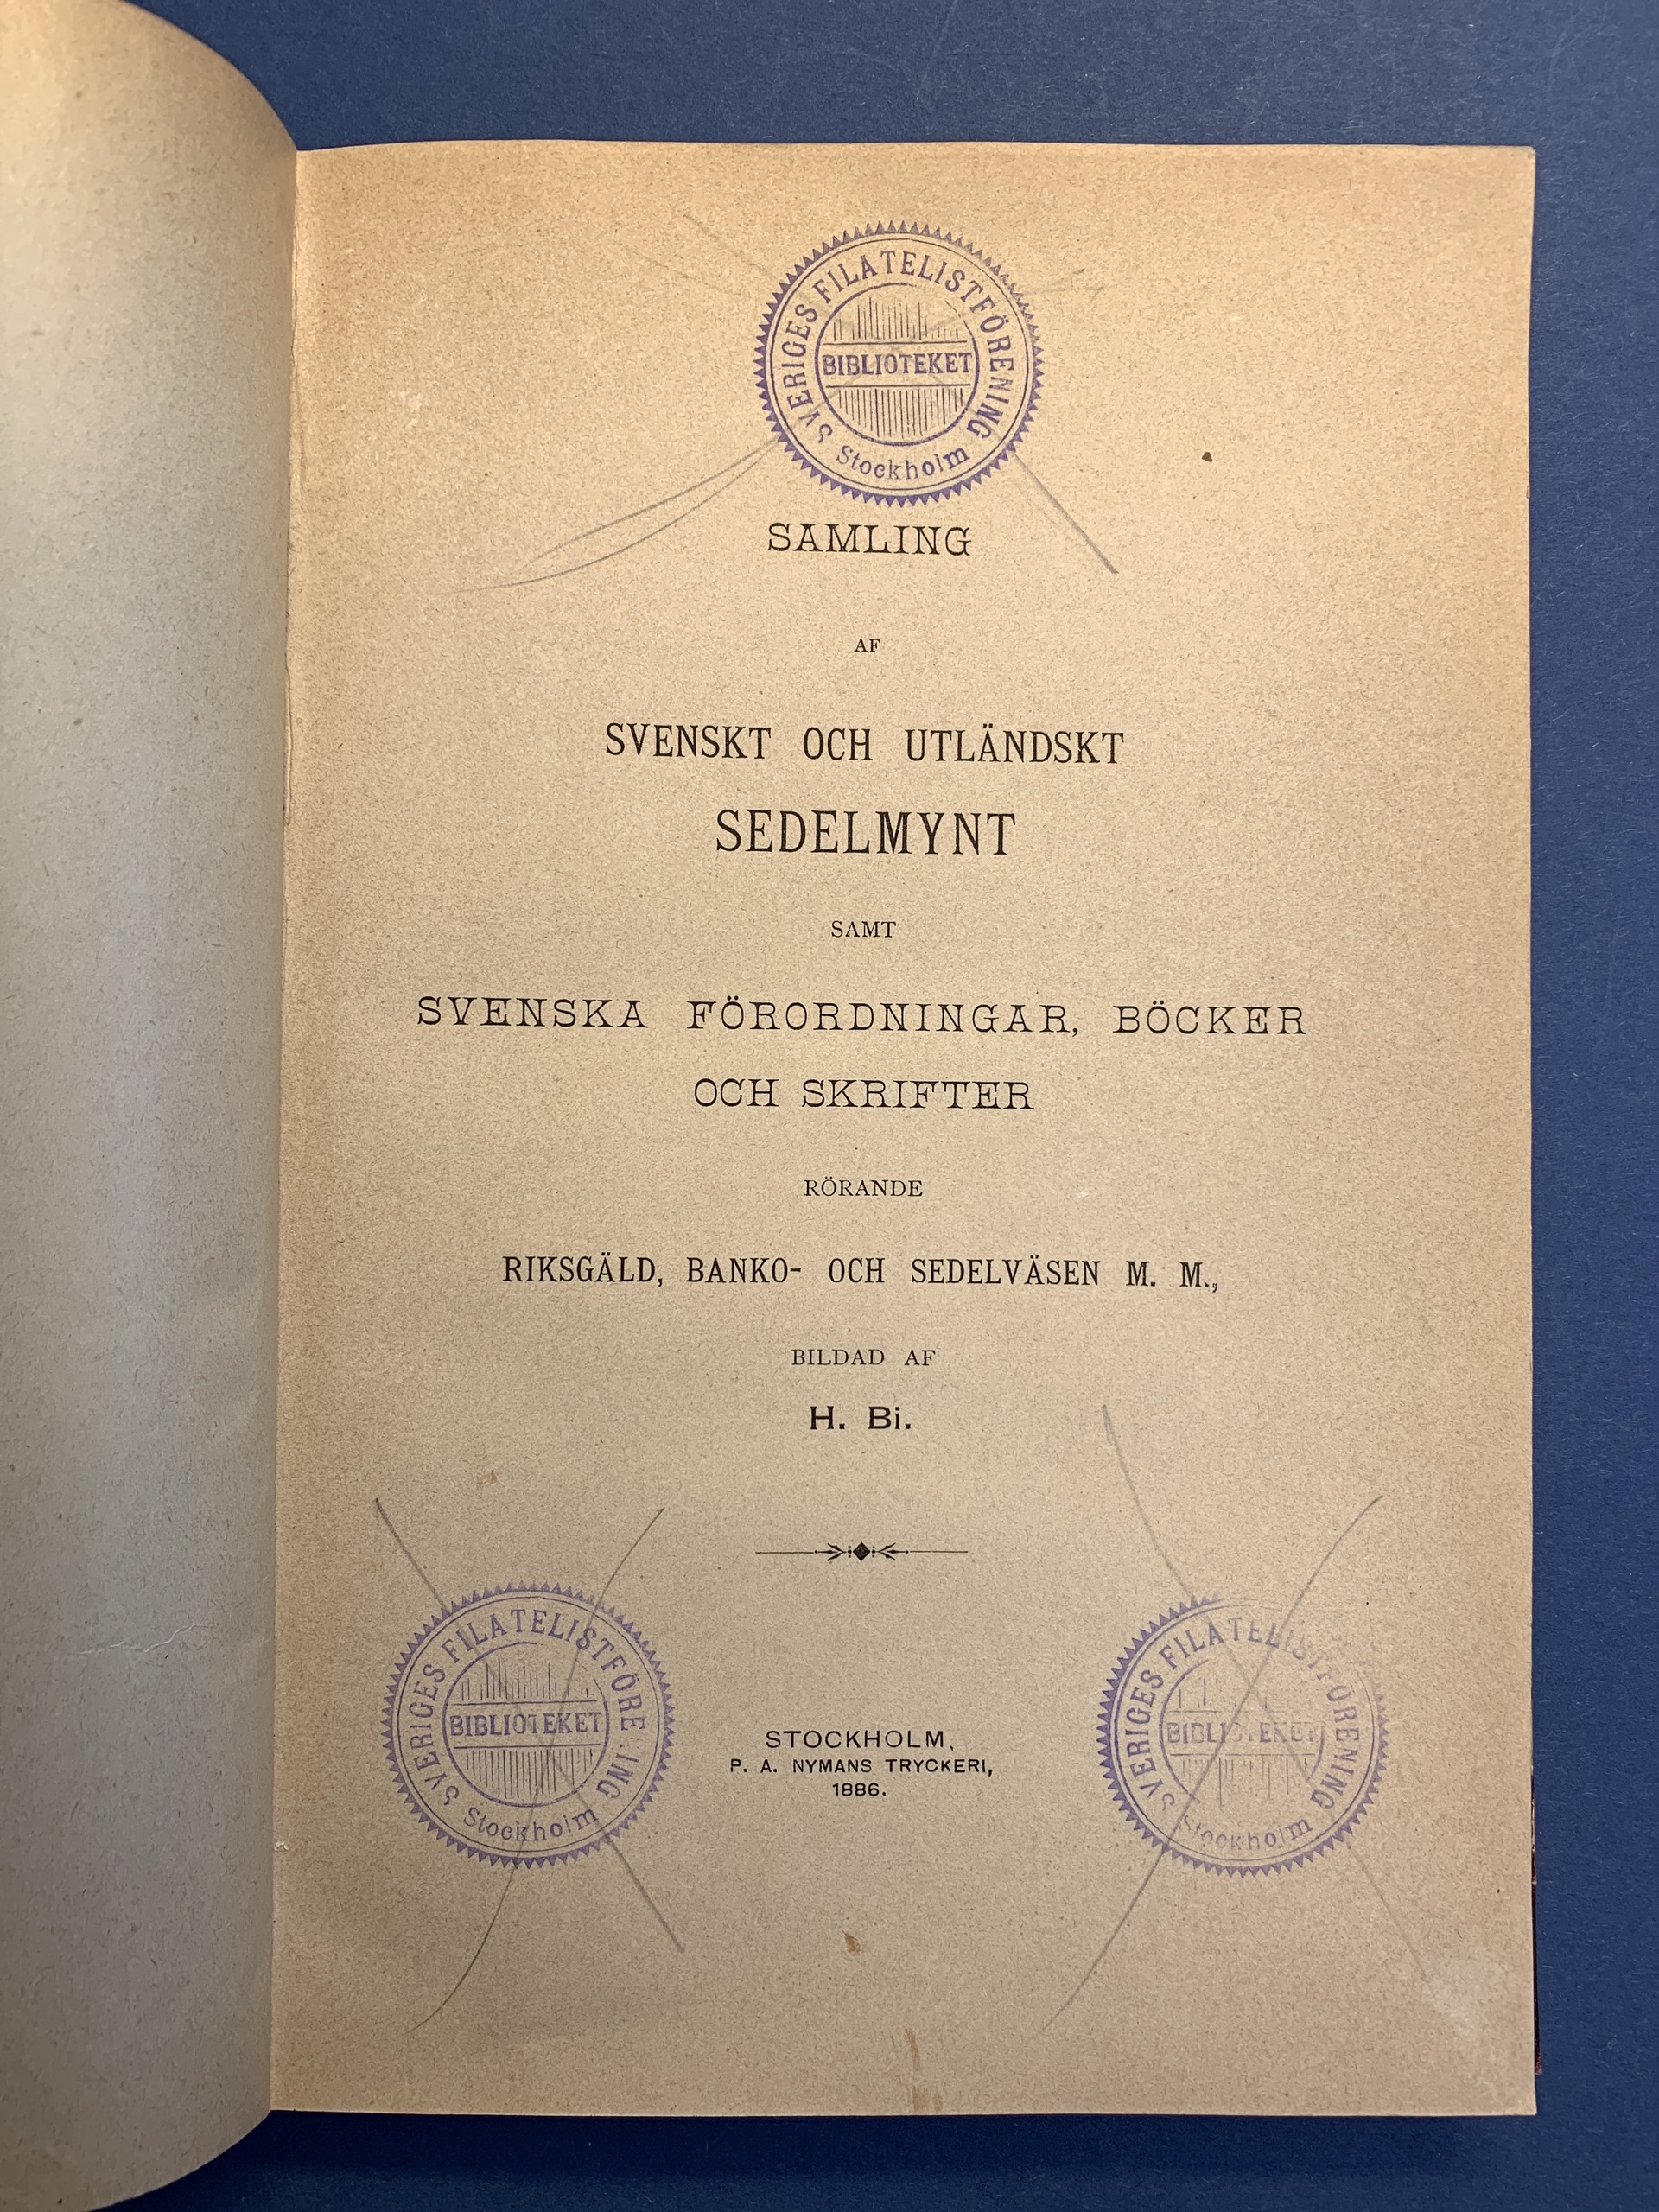 SVERIGES FILATELISTFÖRENING
BIBLIOTEKET
Stockholm
SAMLING
AF
SVENSKT OCH UTLÄNDSKT
SEDELMYNT
SAMT
SVENSKA FÖRORDNINGAR, BÖCKER
OCH SKRIFTER
RÖRANDE
RIKSGÄLD, BANKO- OCH SEDELVÄSEN M. M.,
BILDAD AF
H. Bi.
SVERIGES FILATELISTFÖRE ING
BIBLIOTEKET
Stockholm
STOCKHOLM,
P. A. NYMANS TRYCKERI,
1886.
SVERIGES FILATELISTFÖRENING
BIBLIOTEKET
Stockholm